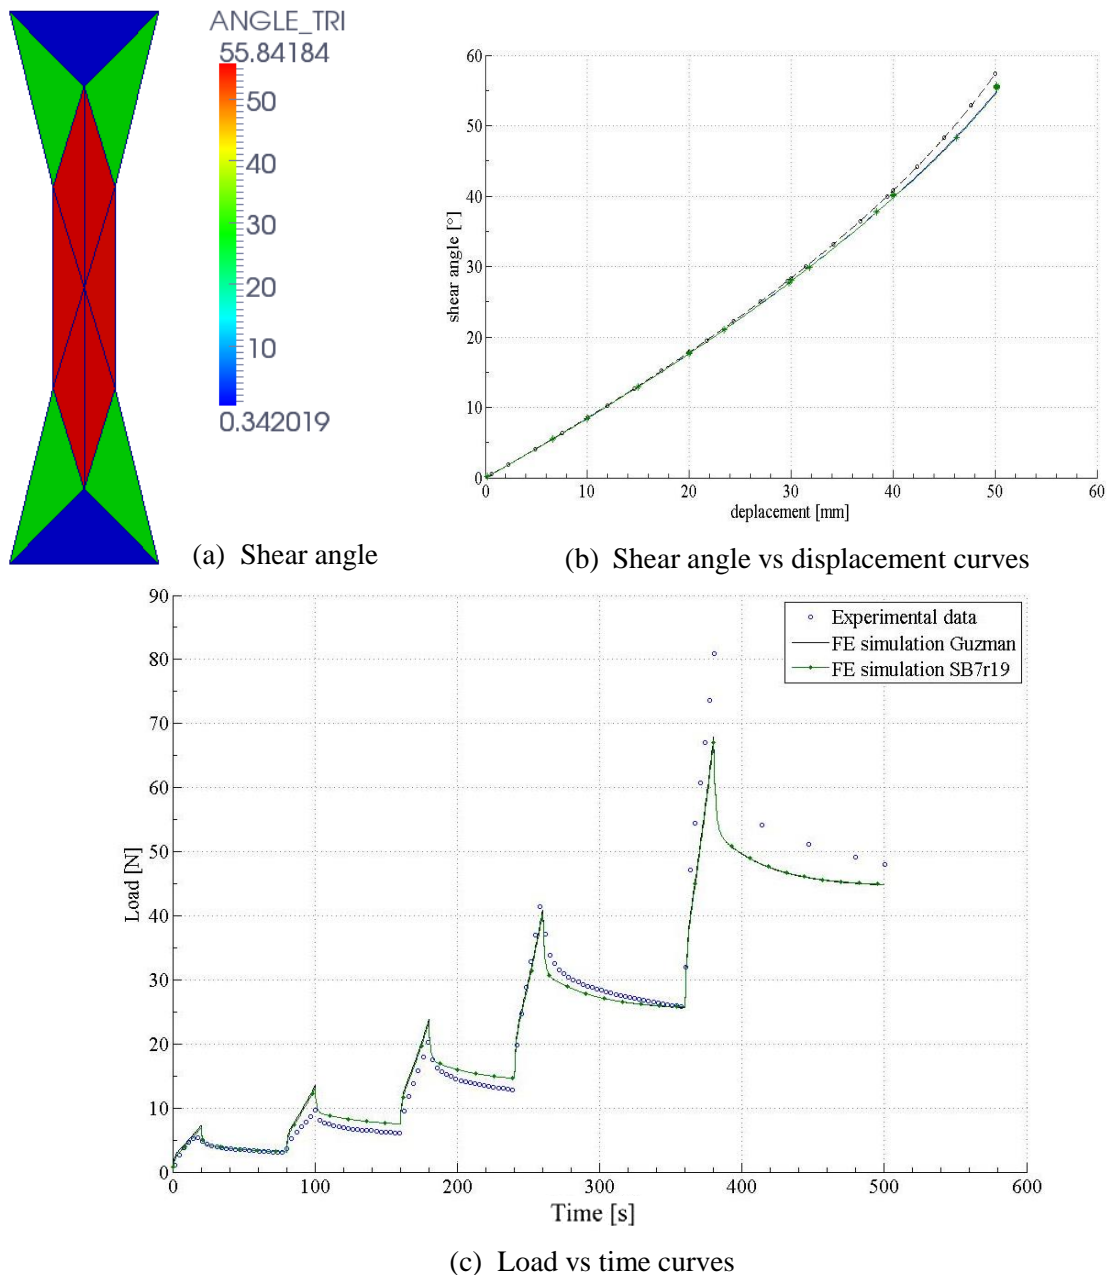 ANGLE_TRI
55.84184
50
40
30
20
10
0.342019
(a) Shear angle
60
50
40
30
20
10
0
shear angle [°]
0 10 20 30 40 50 60
deplacement [mm]
(b) Shear angle vs displacement curves
90
80
70
60
50
40
30
20
10
0
Load [N]
Experimental data
FE simulation Guzman
FE simulation SB7r19
0 100 200 300 400 500 600
Time [s]
(c) Load vs time curves